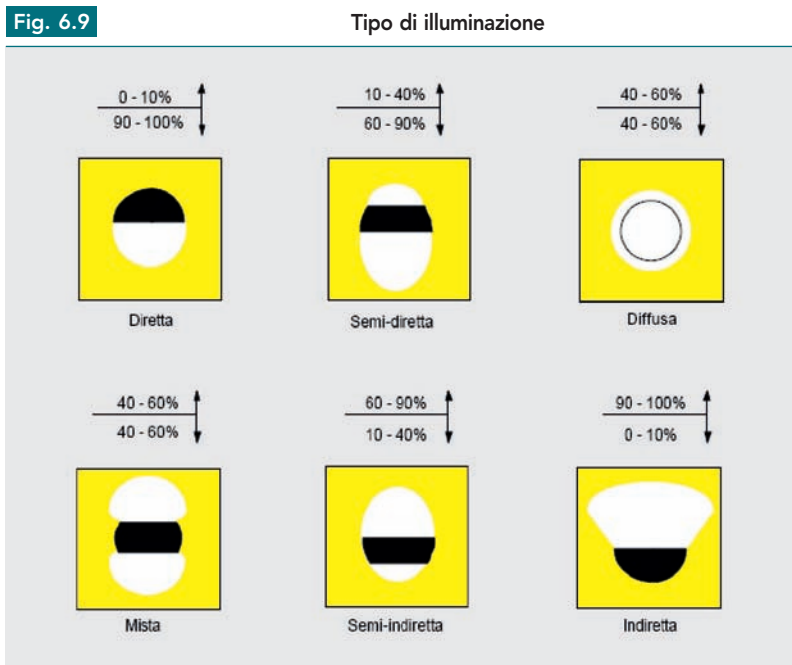 Fig. 6.9
Tipo di illuminazione
0 - 10%
90 - 100%
Diretta
10 - 40%
60 - 90%
Semi-diretta
40 - 60%
40 - 60%
Diffusa
40 - 60%
40 - 60%
Mista
60 - 90%
10 - 40%
Semi-indiretta
90 - 100%
0 - 10%
Indiretta